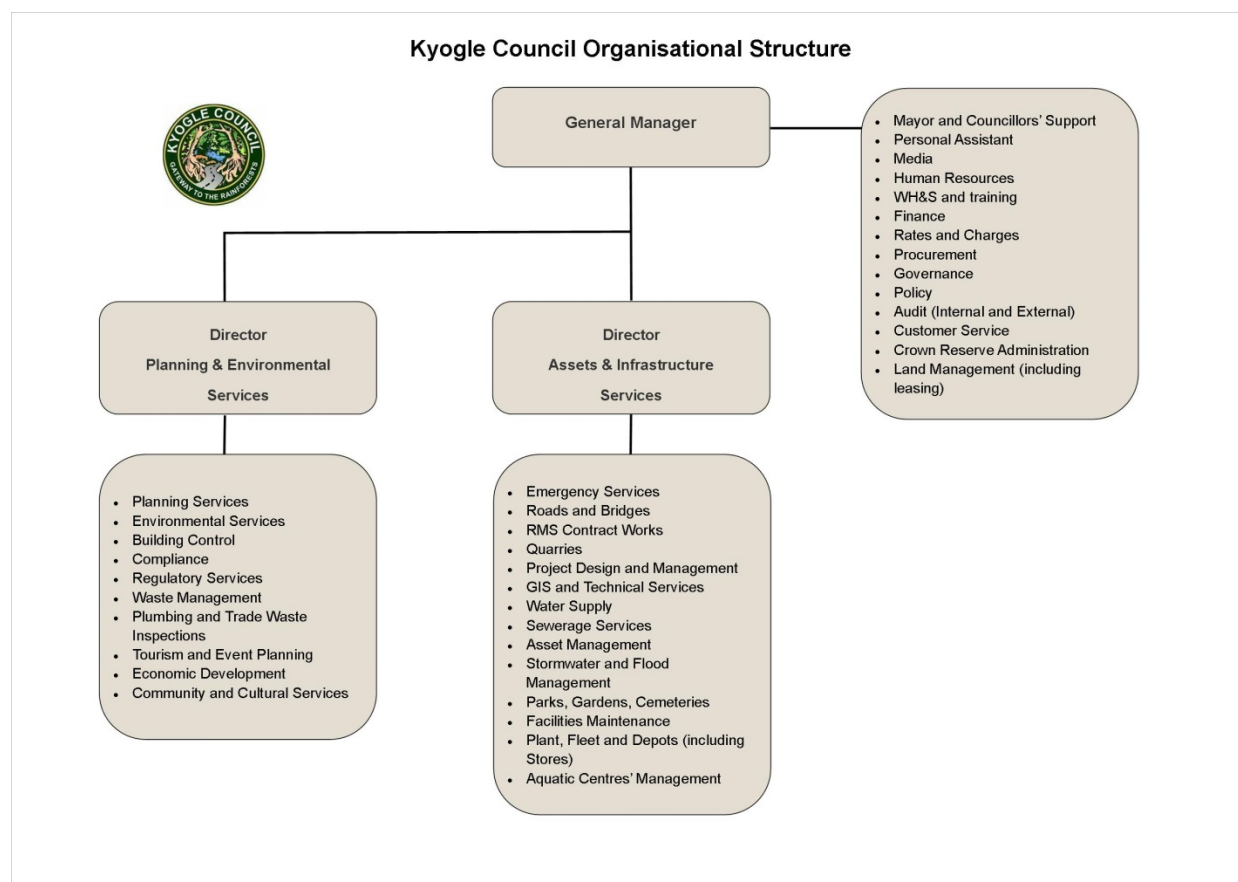 Kyogle Council Organisational Structure
KYOGLE COUNCIL
GATEWAY TO THE RAINFORESTS
General Manager
• Mayor and Councillors’ Support
• Personal Assistant
• Media
• Human Resources
• WH&S and training
• Finance
• Rates and Charges
• Procurement
• Governance
• Policy
• Audit (Internal and External)
• Customer Service
• Crown Reserve Administration
• Land Management (including
leasing)
Director
Planning & Environmental
Services
Director
Assets & Infrastructure
Services
• Planning Services
• Environmental Services
• Building Control
• Compliance
• Regulatory Services
• Waste Management
• Plumbing and Trade Waste
Inspections
• Tourism and Event Planning
• Economic Development
• Community and Cultural Services
• Emergency Services
• Roads and Bridges
• RMS Contract Works
• Quarries
• Project Design and Management
• GIS and Technical Services
• Water Supply
• Sewerage Services
• Asset Management
• Stormwater and Flood
Management
• Parks, Gardens, Cemeteries
• Facilities Maintenance
• Plant, Fleet and Depots (including
Stores)
• Aquatic Centres’ Management